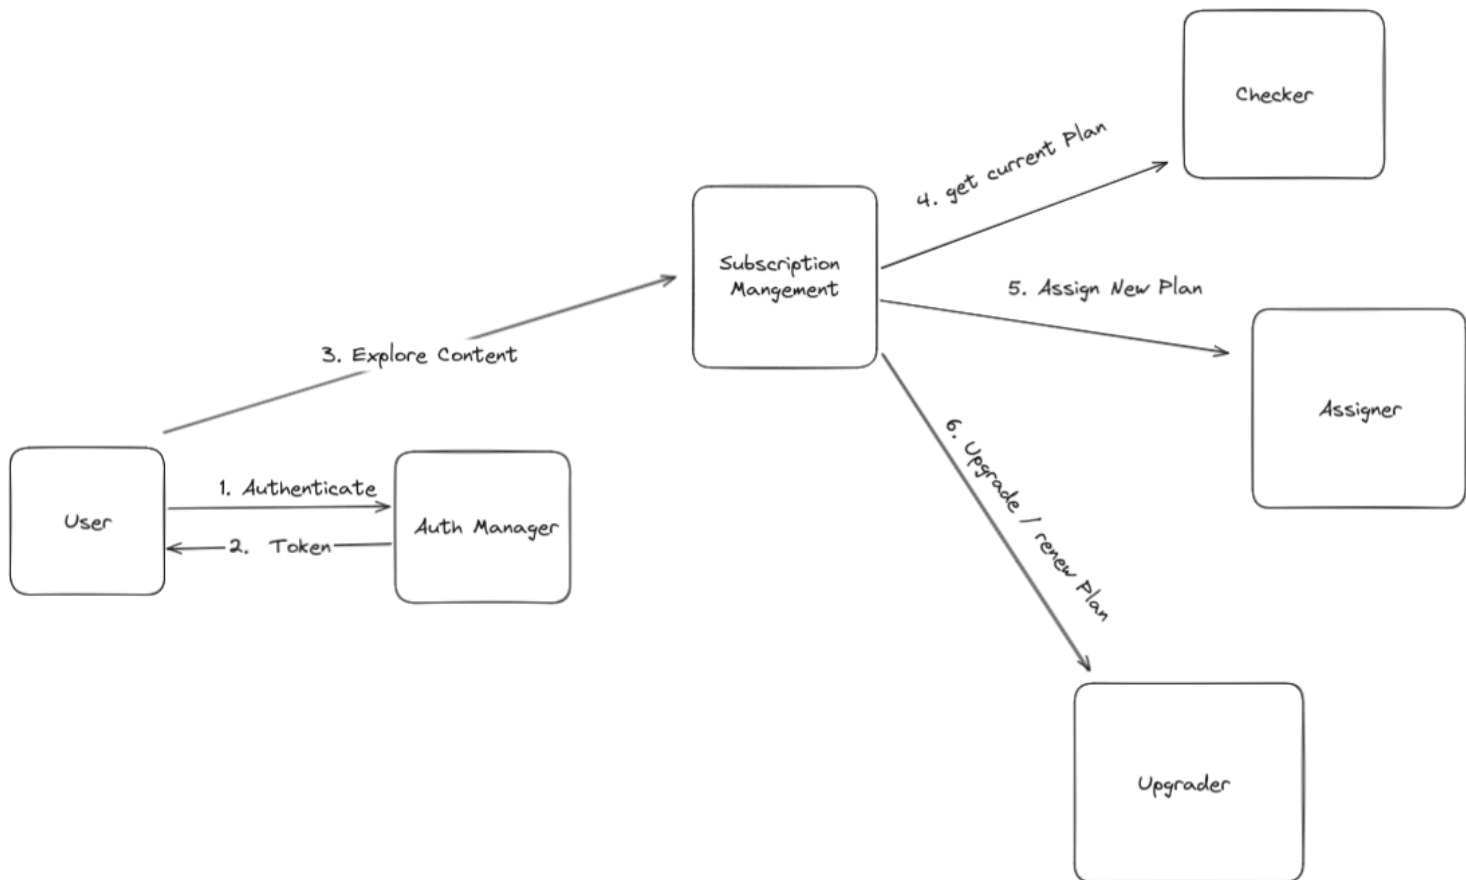 Checker
4. get current Plan
Subscription
Mangement
5. Assign New Plan
3. Explore Content
Assigner
6. Upgrade / renew Plan
1. Authenticate
User
Auth Manager
2. Token
Upgrader